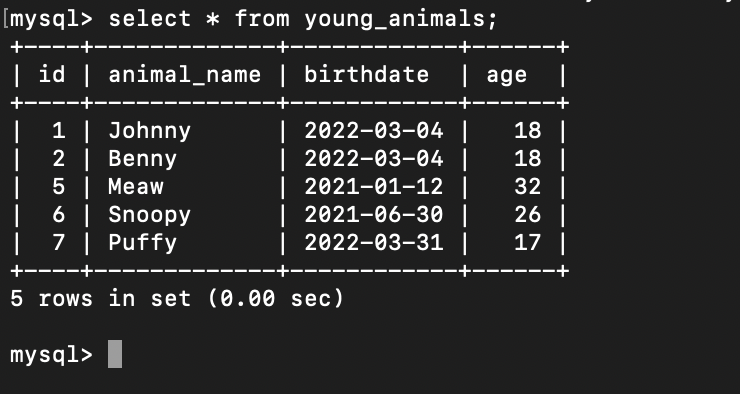 [mysql> select * from young_animals;
+----+-------------+------------+------+
| id | animal_name | birthdate  | age  |
+----+-------------+------------+------+
|  1 | Johnny      | 2022-03-04 |   18 |
|  2 | Benny       | 2022-03-04 |   18 |
|  5 | Meaw        | 2021-01-12 |   32 |
|  6 | Snoopy      | 2021-06-30 |   26 |
|  7 | Puffy       | 2022-03-31 |   17 |
+----+-------------+------------+------+
5 rows in set (0.00 sec)
mysql>